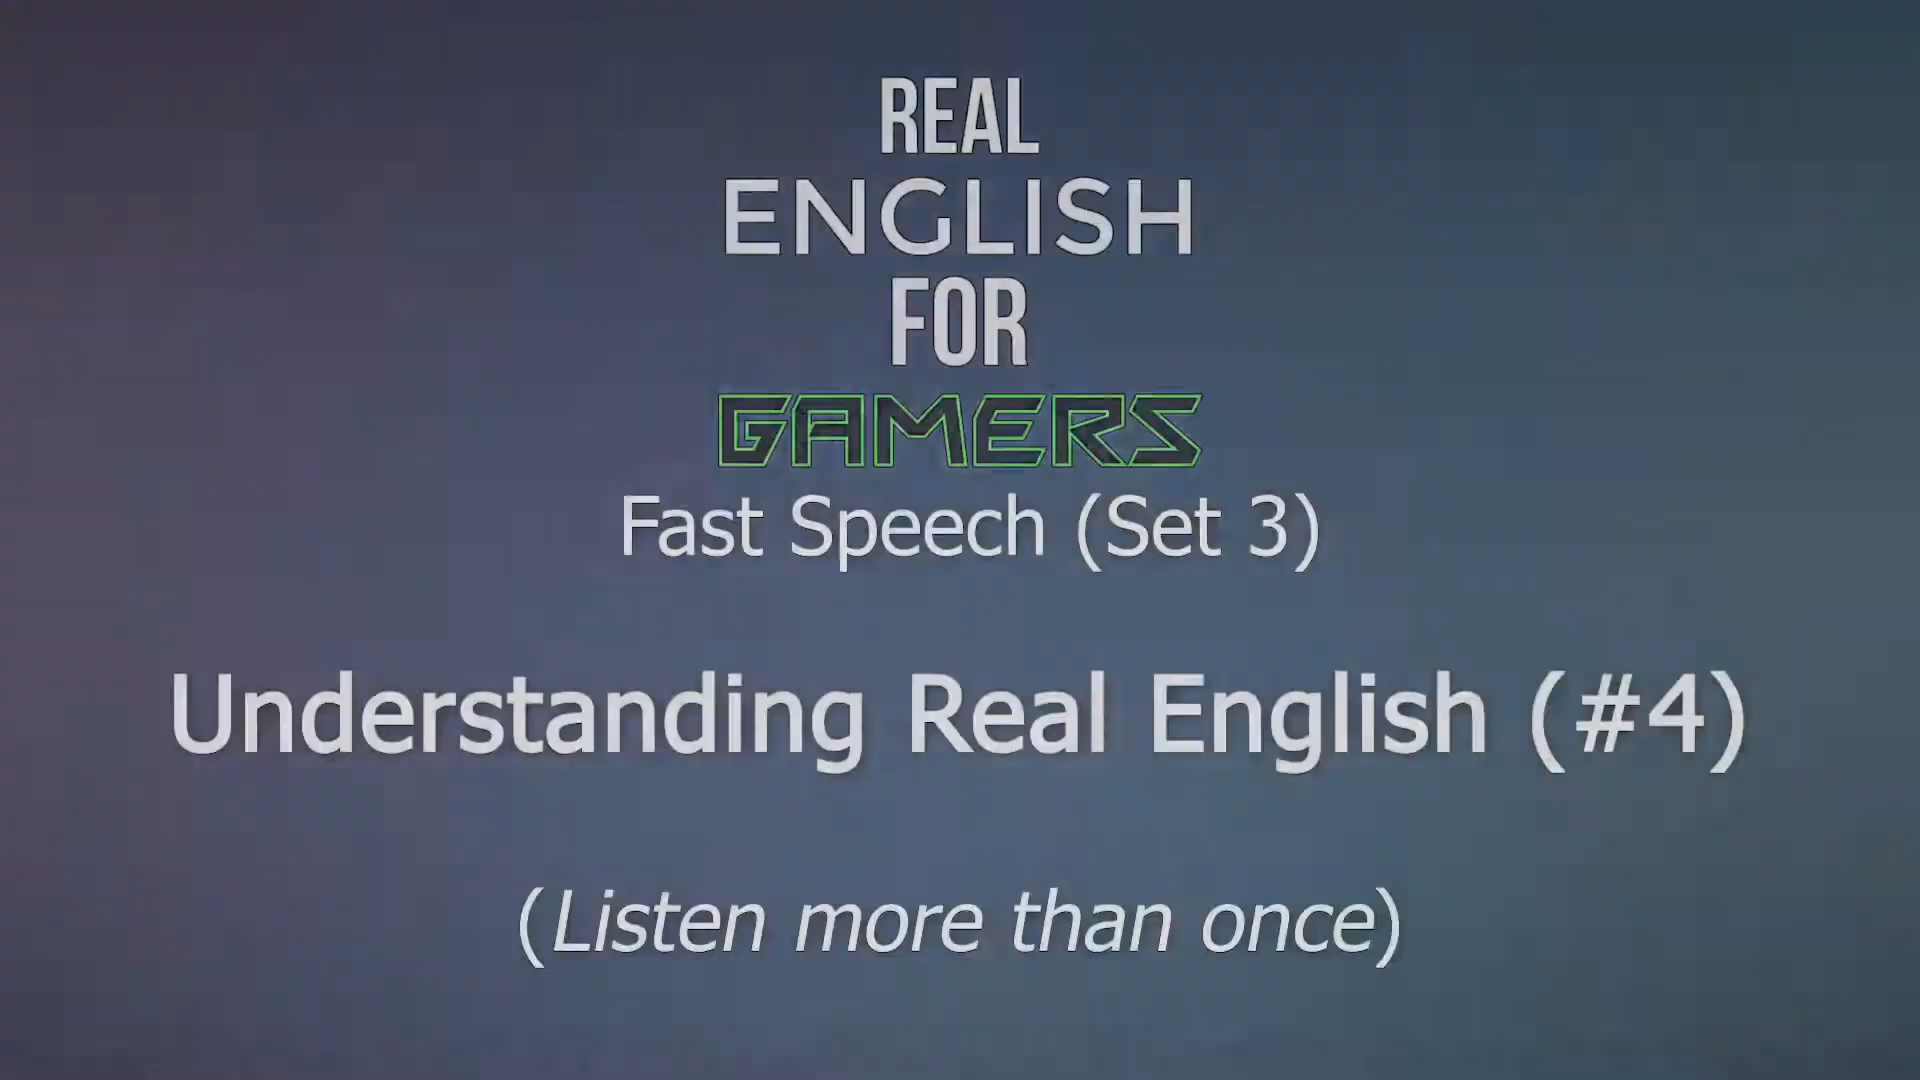 REAL
ENGLISH
FOR
GAMERS
Fast Speech (Set 3)
Understanding Real English (#4)
(Listen more than once)